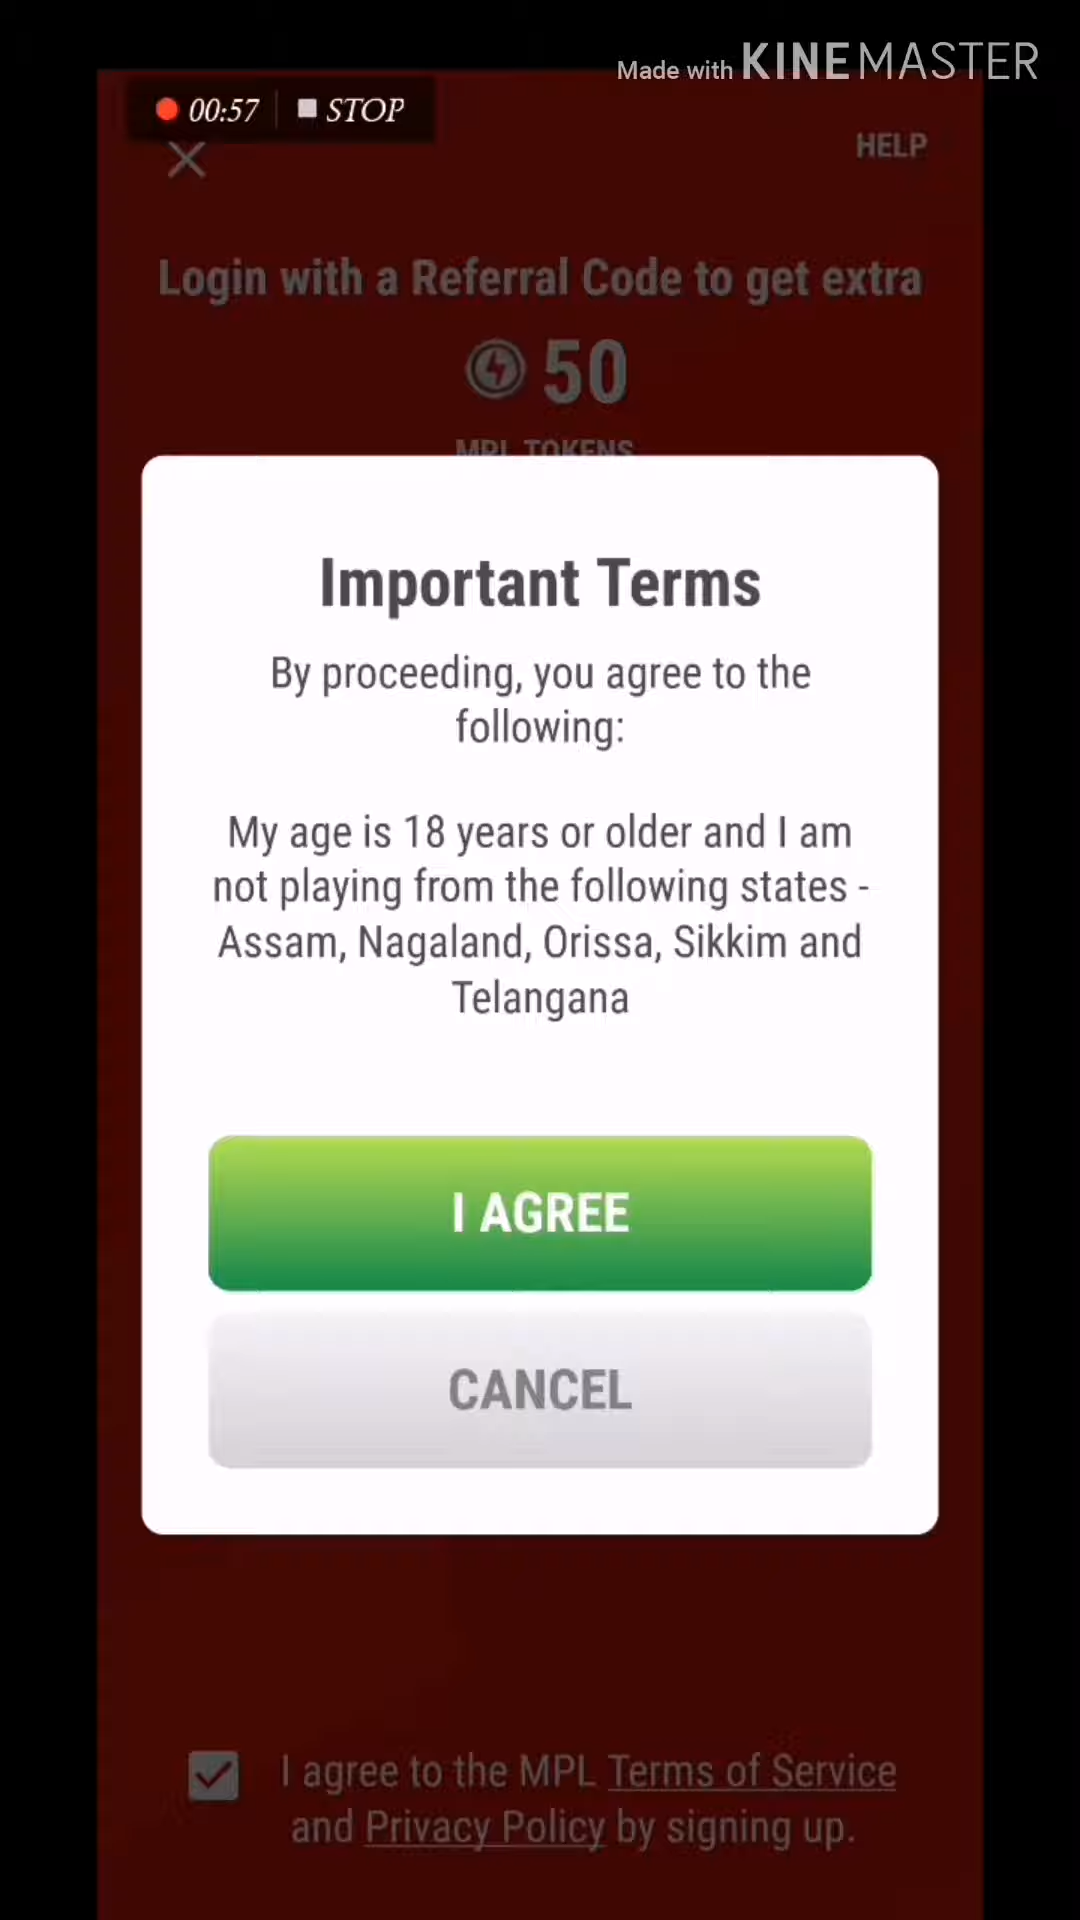 Made with KINEMASTER
00:57 STOP
HELP
Login with a Referral Code to get extra
50
MPL TOKENS
Important Terms
By proceeding, you agree to the
following:
My age is 18 years or older and I am
not playing from the following states -
Assam, Nagaland, Orissa, Sikkim and
Telangana
I AGREE
CANCEL
I agree to the MPL Terms of Service
and Privacy Policy by signing up.